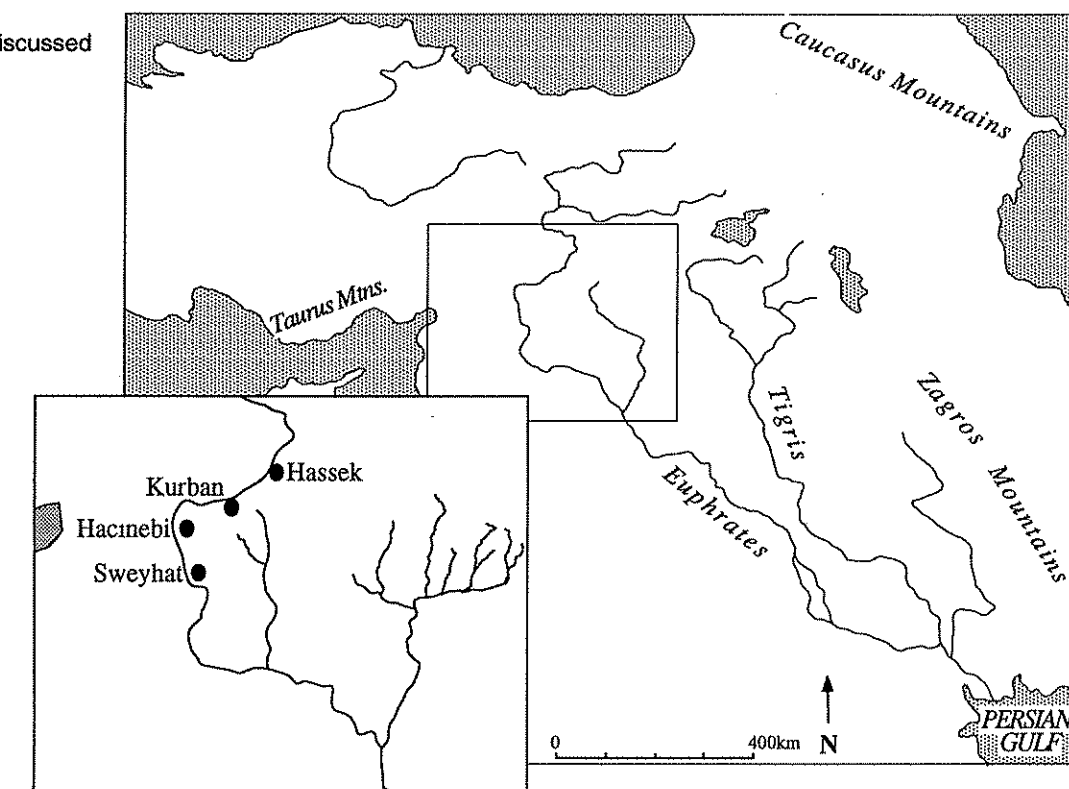 iscussed
Caucasus Mountains
Taurus Mtns.
Zagros Mountains
Tigris
Euphrates
Hassek
Kurban
Hacınebi
Sweyhat
0 400km N
PERSIAN
GULF